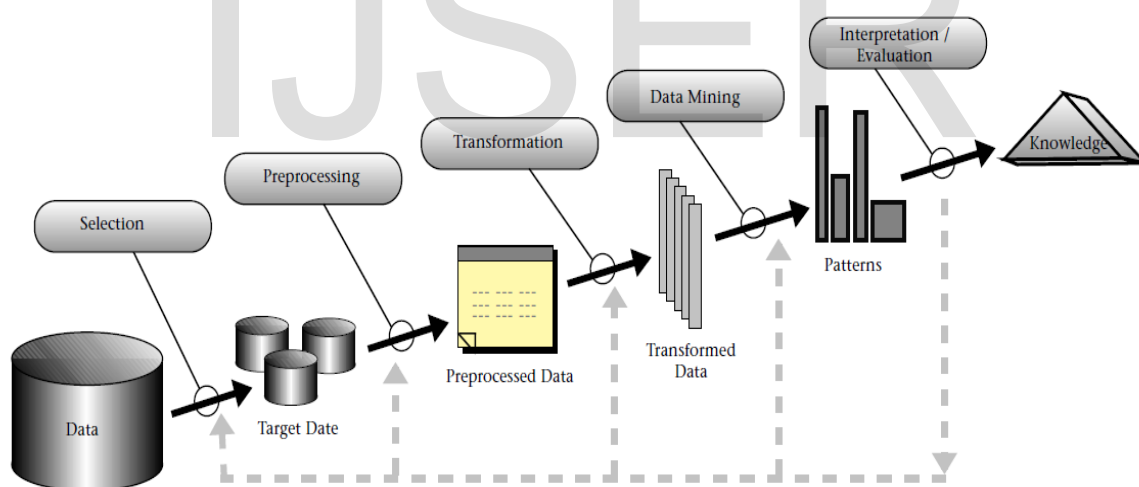 IJSER
Interpretation /
Evaluation
Data Mining
Transformation
Preprocessing
Selection
Knowledge
Patterns
Transformed
Data
Preprocessed Data
Target Date
Data